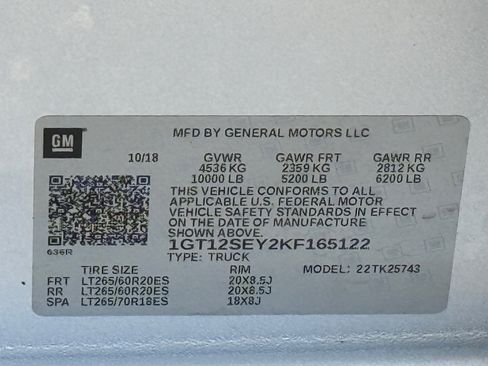 GM
MFD BY GENERAL MOTORS LLC
10/18 GVWR GAWR FRT GAWR RR
4536 KG 2359 KG 2812 KG
10000 LB 5200 LB 6200 LB
THIS VEHICLE CONFORMS TO ALL
APPLICABLE U.S. FEDERAL MOTOR
VEHICLE SAFETY STANDARDS IN EFFECT
ON THE DATE OF MANUFACTURE
SHOWN ABOVE.
1GT12SEY2KF165122
636R
TYPE: TRUCK
TIRE SIZE RIM MODEL: 22TK25743
FRT LT265/60R20ES 20X8.5J
RR LT265/60R20ES 20X8.5J
SPA LT265/70R18ES 18X8J